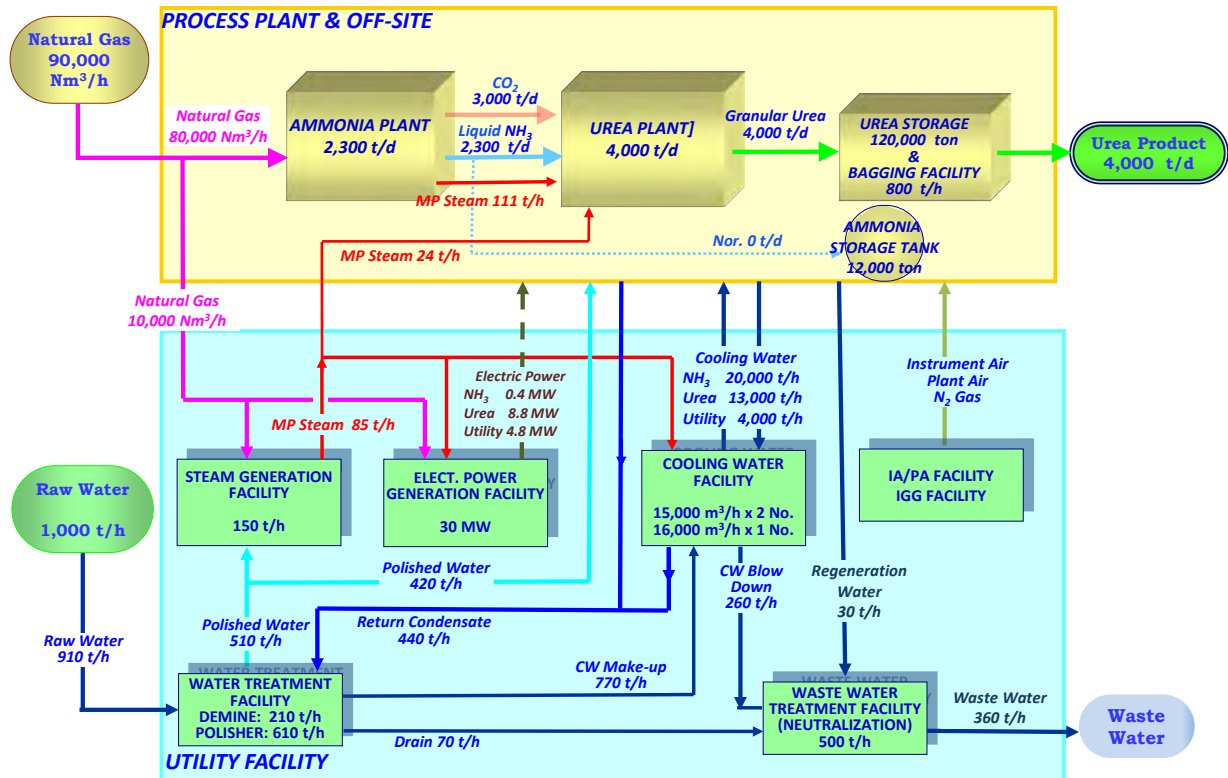 PROCESS PLANT & OFF-SITE
Natural Gas
90,000
Nm³/h
Natural Gas
80,000 Nm³/h
AMMONIA PLANT
2,300 t/d
CO₂
3,000 t/d
Liquid NH₃
2,300 t/d
MP Steam 111 t/h
UREA PLANT]
4,000 t/d
Granular Urea
4,000 t/d
UREA STORAGE
120,000 ton
&
BAGGING FACILITY
800 t/h
Urea Product
4,000 t/d
AMMONIA
STORAGE TANK
12,000 ton
Nor. 0 t/d
MP Steam 24 t/h
Natural Gas
10,000 Nm³/h
Electric Power
NH₃ 0.4 MW
Urea 8.8 MW
Utility 4.8 MW
Cooling Water
NH₃ 20,000 t/h
Urea 13,000 t/h
Utility 4,000 t/h
Instrument Air
Plant Air
N₂ Gas
MP Steam 85 t/h
STEAM GENERATION
FACILITY
150 t/h
ELECT. POWER
GENERATION FACILITY
30 MW
COOLING WATER
FACILITY
15,000 m³/h x 2 No.
16,000 m³/h x 1 No.
IA/PA FACILITY
IGG FACILITY
Raw Water
1,000 t/h
Polished Water
420 t/h
CW Blow
Down
260 t/h
Regeneration
Water
30 t/h
Raw Water
910 t/h
Polished Water
510 t/h
Return Condensate
440 t/h
CW Make-up
770 t/h
WATER TREATMENT
FACILITY
DEMINE: 210 t/h
POLISHER: 610 t/h
Drain 70 t/h
WASTE WATER
TREATMENT FACILITY
(NEUTRALIZATION)
500 t/h
Waste Water
360 t/h
Waste
Water
UTILITY FACILITY